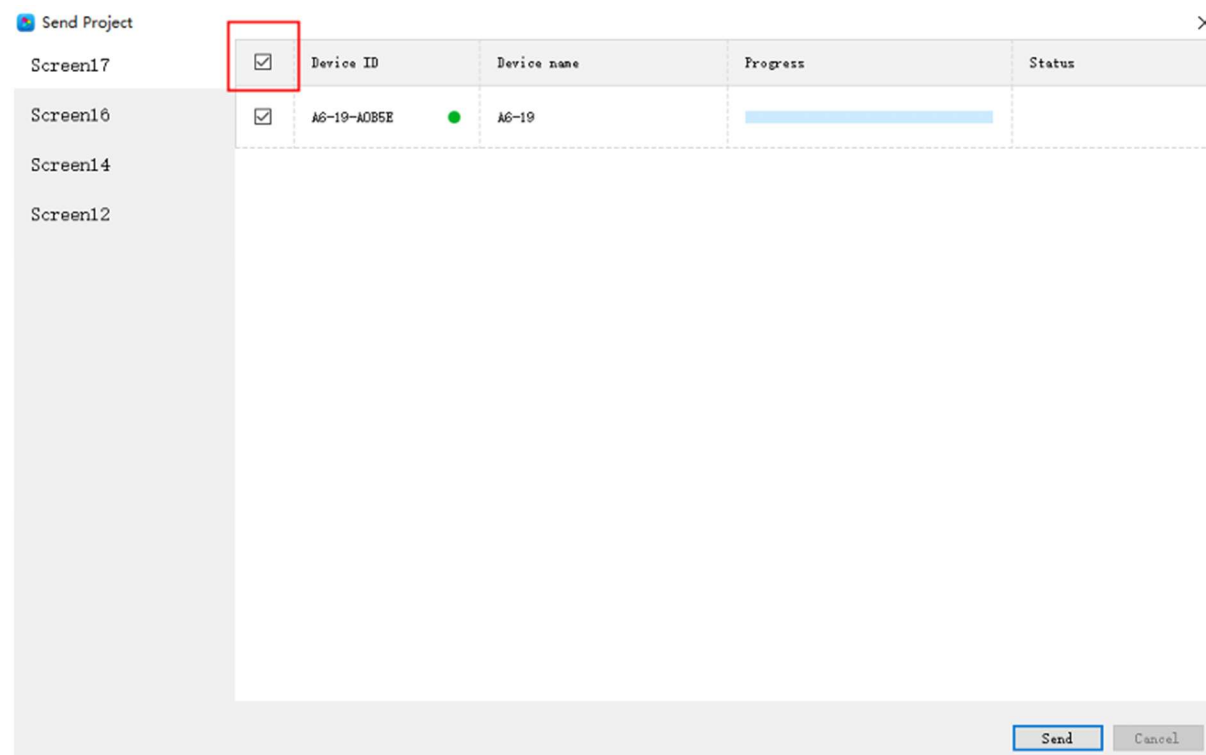 Send Project
Screen17
Screen16
Screen14
Screen12
Device ID Device name Progress Status
A6-19-A0B5E A6-19
Send Cancel